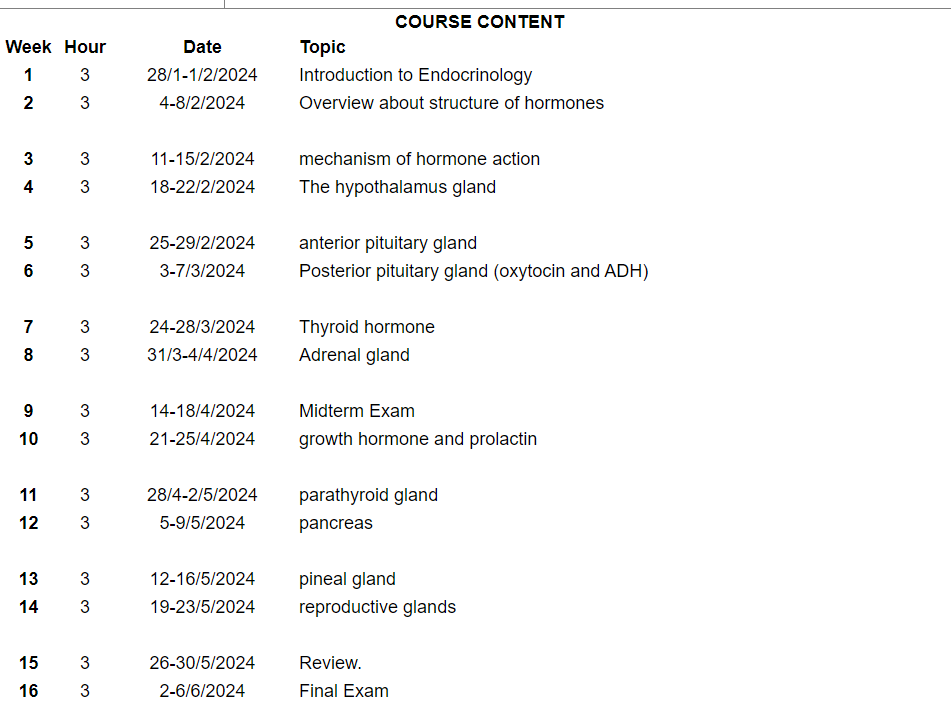 COURSE CONTENT
Week Hour Date Topic
1 3 28/1-1/2/2024 Introduction to Endocrinology
2 3 4-8/2/2024 Overview about structure of hormones
3 3 11-15/2/2024 mechanism of hormone action
4 3 18-22/2/2024 The hypothalamus gland
5 3 25-29/2/2024 anterior pituitary gland
6 3 3-7/3/2024 Posterior pituitary gland (oxytocin and ADH)
7 3 24-28/3/2024 Thyroid hormone
8 3 31/3-4/4/2024 Adrenal gland
9 3 14-18/4/2024 Midterm Exam
10 3 21-25/4/2024 growth hormone and prolactin
11 3 28/4-2/5/2024 parathyroid gland
12 3 5-9/5/2024 pancreas
13 3 12-16/5/2024 pineal gland
14 3 19-23/5/2024 reproductive glands
15 3 26-30/5/2024 Review.
16 3 2-6/6/2024 Final Exam